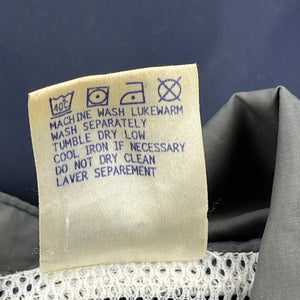 40°C
MACHINE WASH LUKEWARM
WASH SEPARATELY
TUMBLE DRY LOW
COOL IRON IF NECESSARY
DO NOT DRY CLEAN
LAVER SEPAREMENT